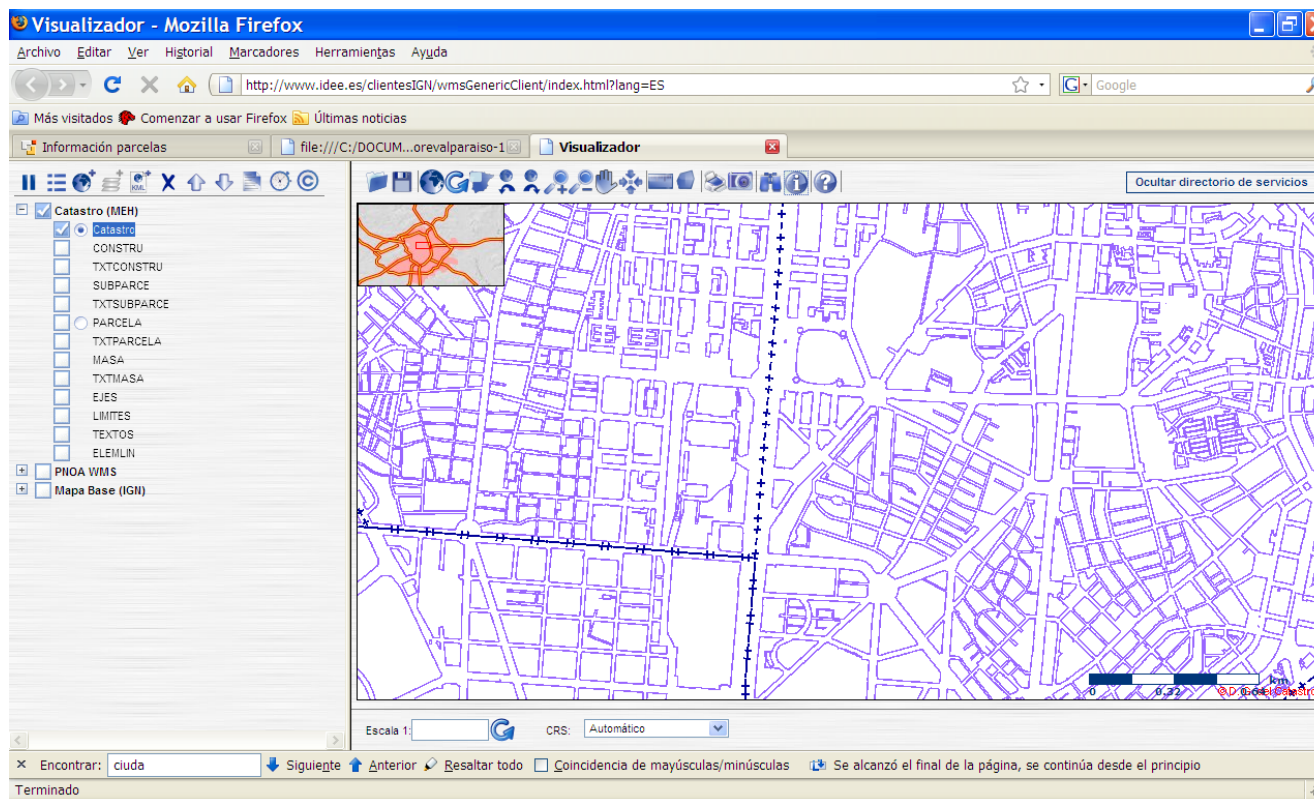 Visualizador - Mozilla Firefox
Archivo Editar Ver Historial Marcadores Herramientas Ayuda
http://www.idee.es/clientesIGN/wmsGenericClient/index.html?lang=ES
G Google
Más visitados Comenzar a usar Firefox Últimas noticias
Información parcelas file:///C:/DOCUM...orevalparaiso-1 Visualizador
KML
Ocultar directorio de servicios
Catastro (MEH)
Catastro
CONSTRU
TXTCONSTRU
SUBPARCE
TXTSUBPARCE
PARCELA
TXTPARCELA
MASA
TXTMASA
EJES
LIMITES
TEXTOS
ELEMLIN
PNOA WMS
Mapa Base (IGN)
km
0 0.32 0.64
Escala 1: CRS: Automático
Encontrar: ciuda Siguiente Anterior Resaltar todo Coincidencia de mayúsculas/minúsculas Se alcanzó el final de la página, se continúa desde el principio
Terminado